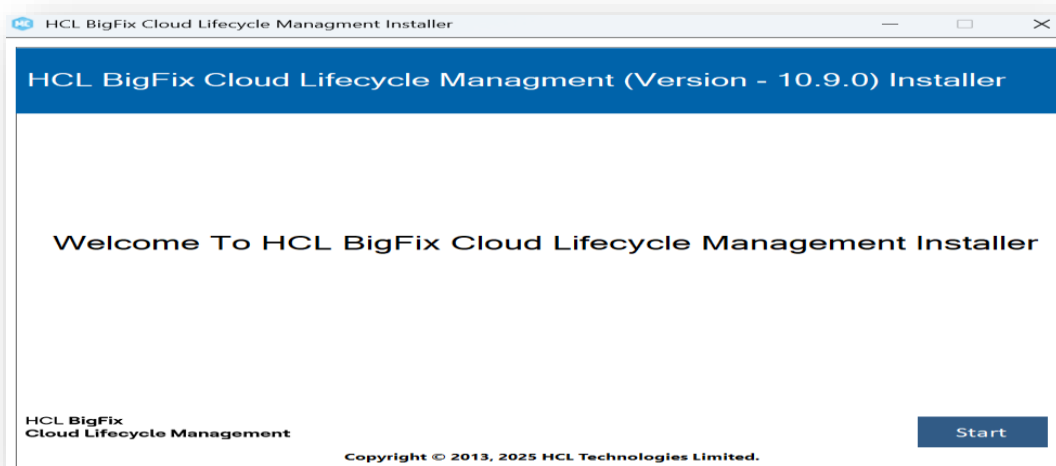 HCL BigFix Cloud Lifecycle Managment Installer
HCL BigFix Cloud Lifecycle Managment (Version - 10.9.0) Installer
Welcome To HCL BigFix Cloud Lifecycle Management Installer
HCL BigFix
Cloud Lifecycle Management
Start
Copyright © 2013, 2025 HCL Technologies Limited.